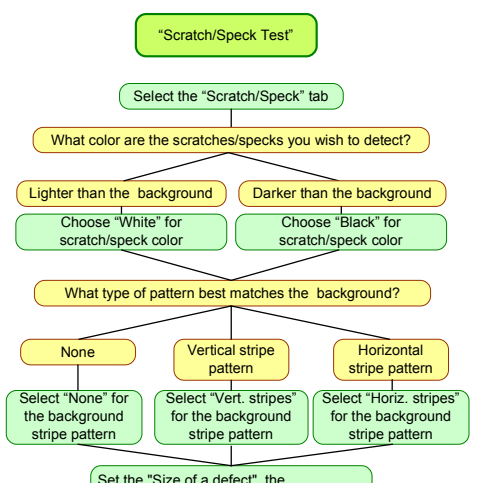 “Scratch/Speck Test”
Select the “Scratch/Speck” tab
What color are the scratches/specks you wish to detect?
Lighter than the background
Darker than the background
Choose “White” for
scratch/speck color
Choose “Black” for
scratch/speck color
What type of pattern best matches the background?
None
Vertical stripe
pattern
Horizontal
stripe pattern
Select “None” for
the background
stripe pattern
Select “Vert. stripes”
for the background
stripe pattern
Select “Horiz. stripes”
for the background
stripe pattern
Set the "Size of a defect", the